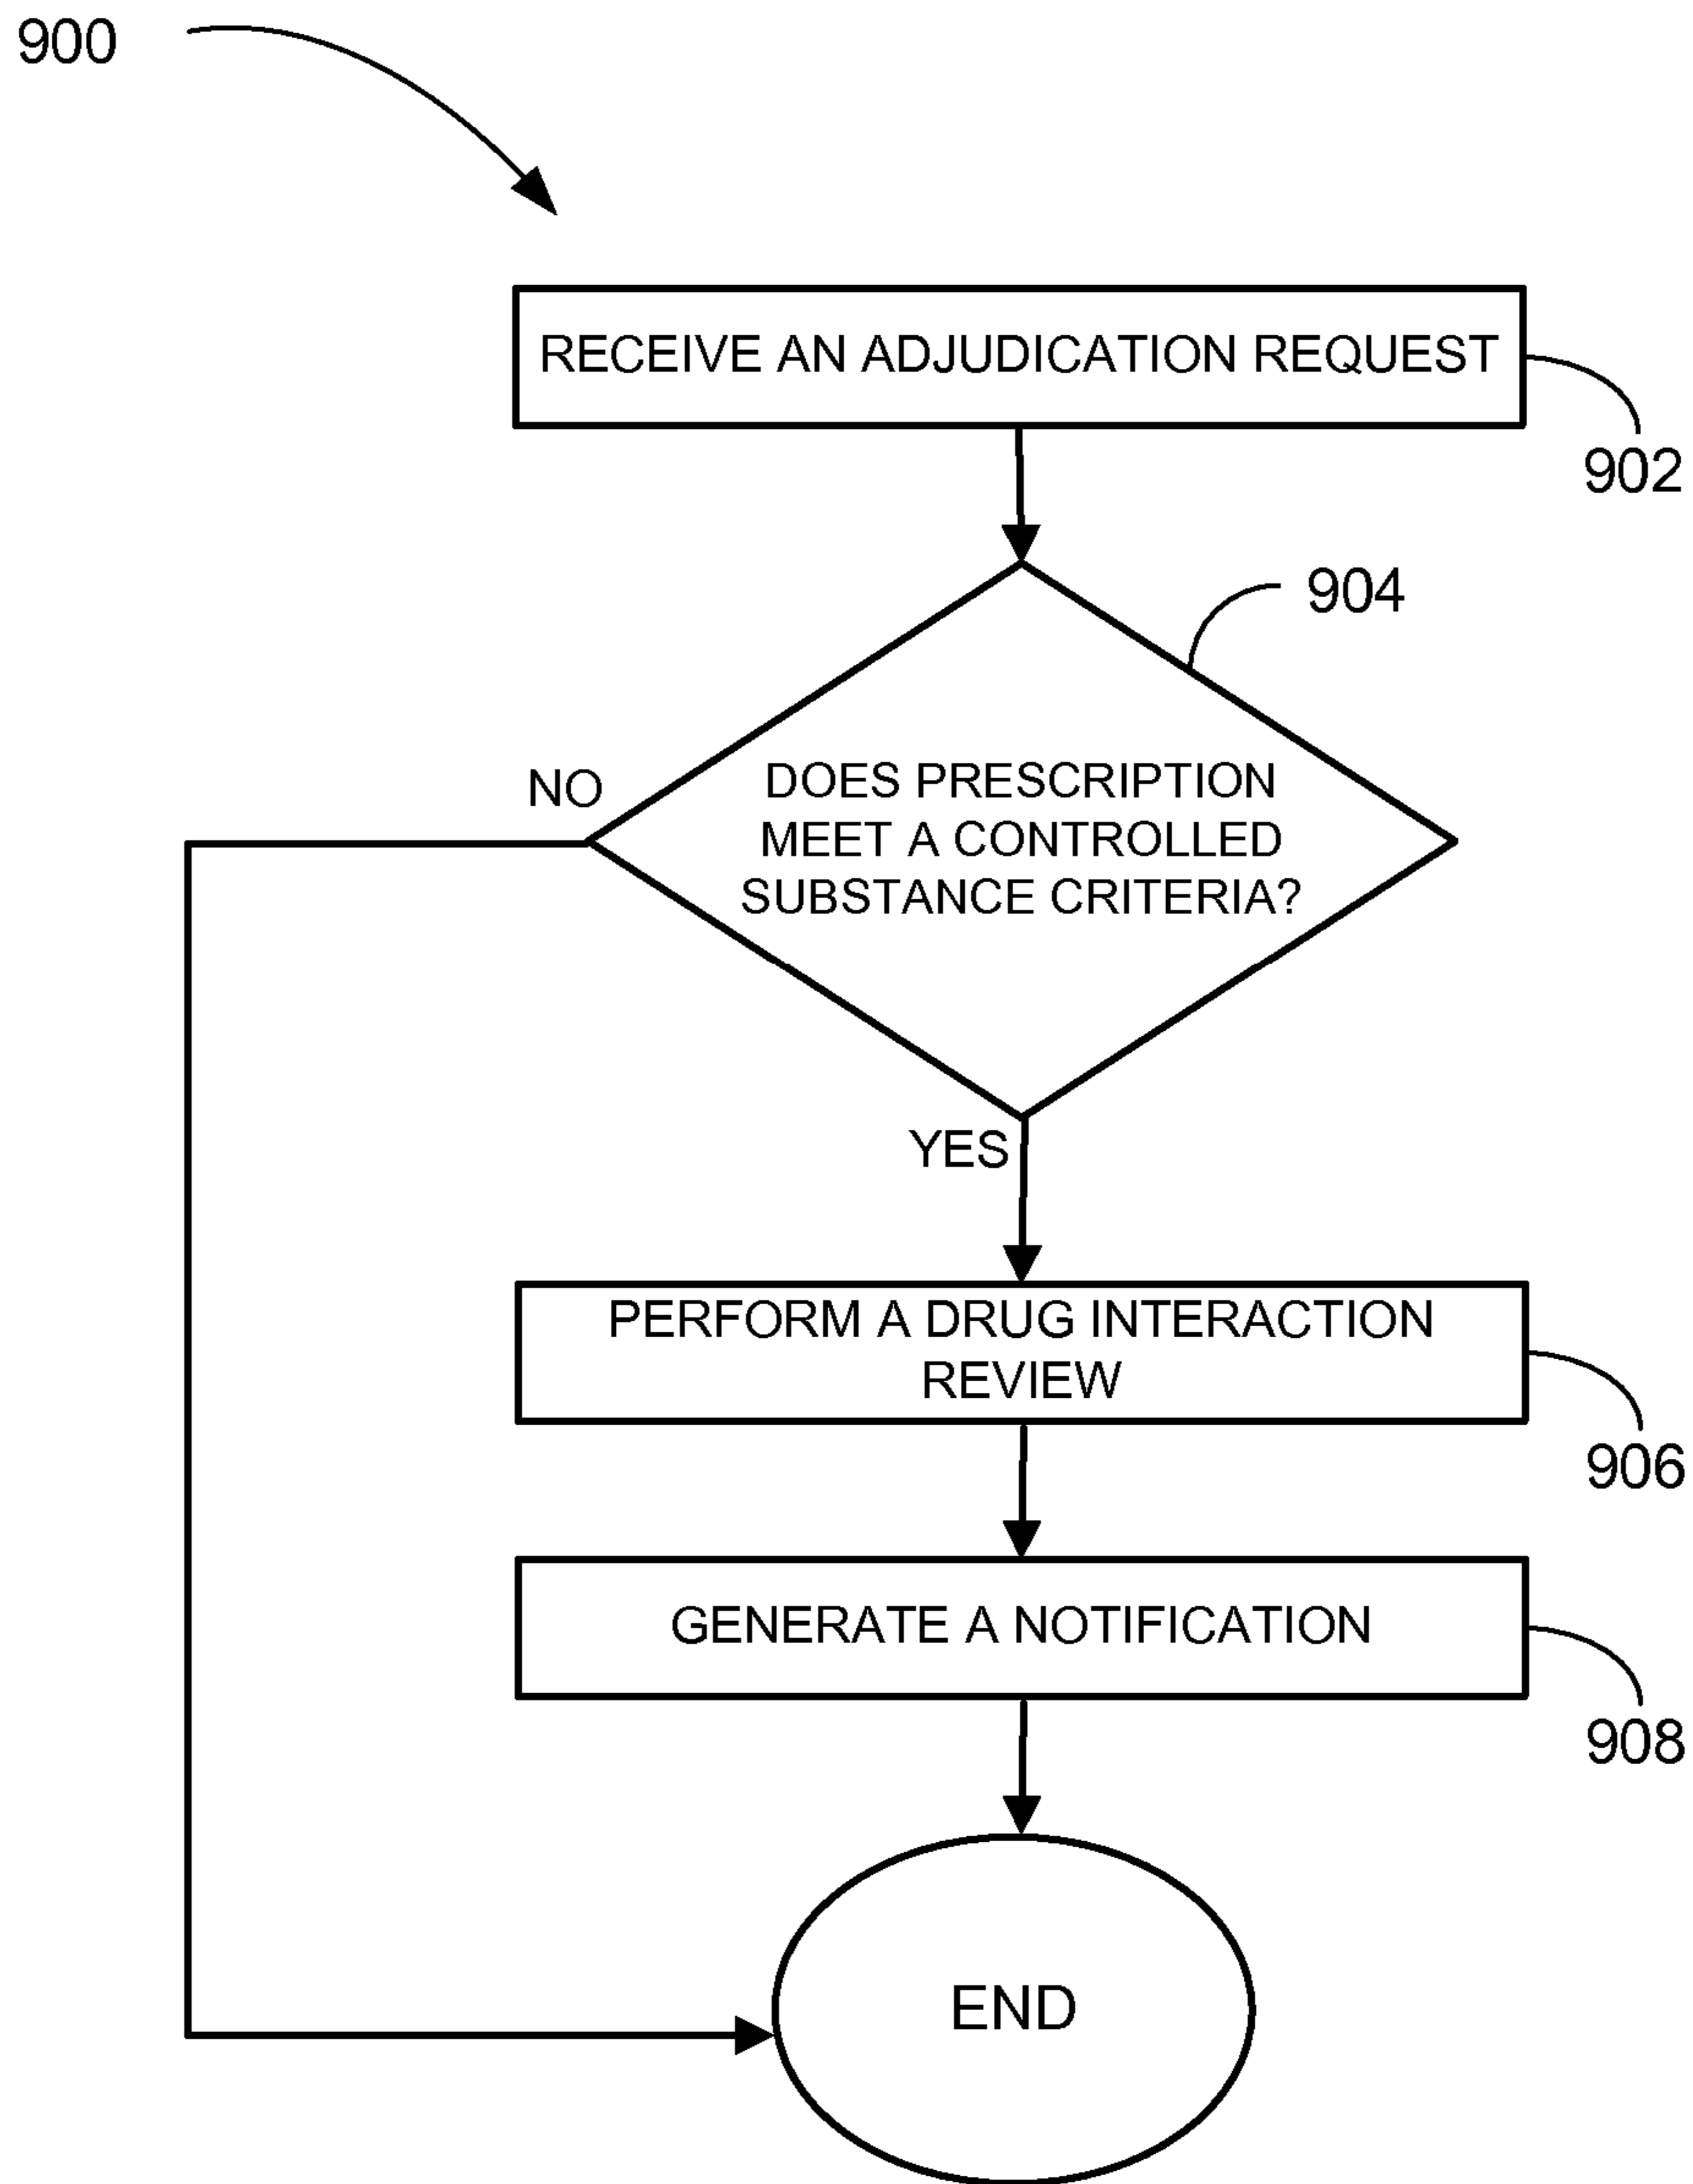 900
RECEIVE AN ADJUDICATION REQUEST
902
904
NO
DOES PRESCRIPTION
MEET A CONTROLLED
SUBSTANCE CRITERIA?
YES
PERFORM A DRUG INTERACTION
REVIEW
906
GENERATE A NOTIFICATION
908
END